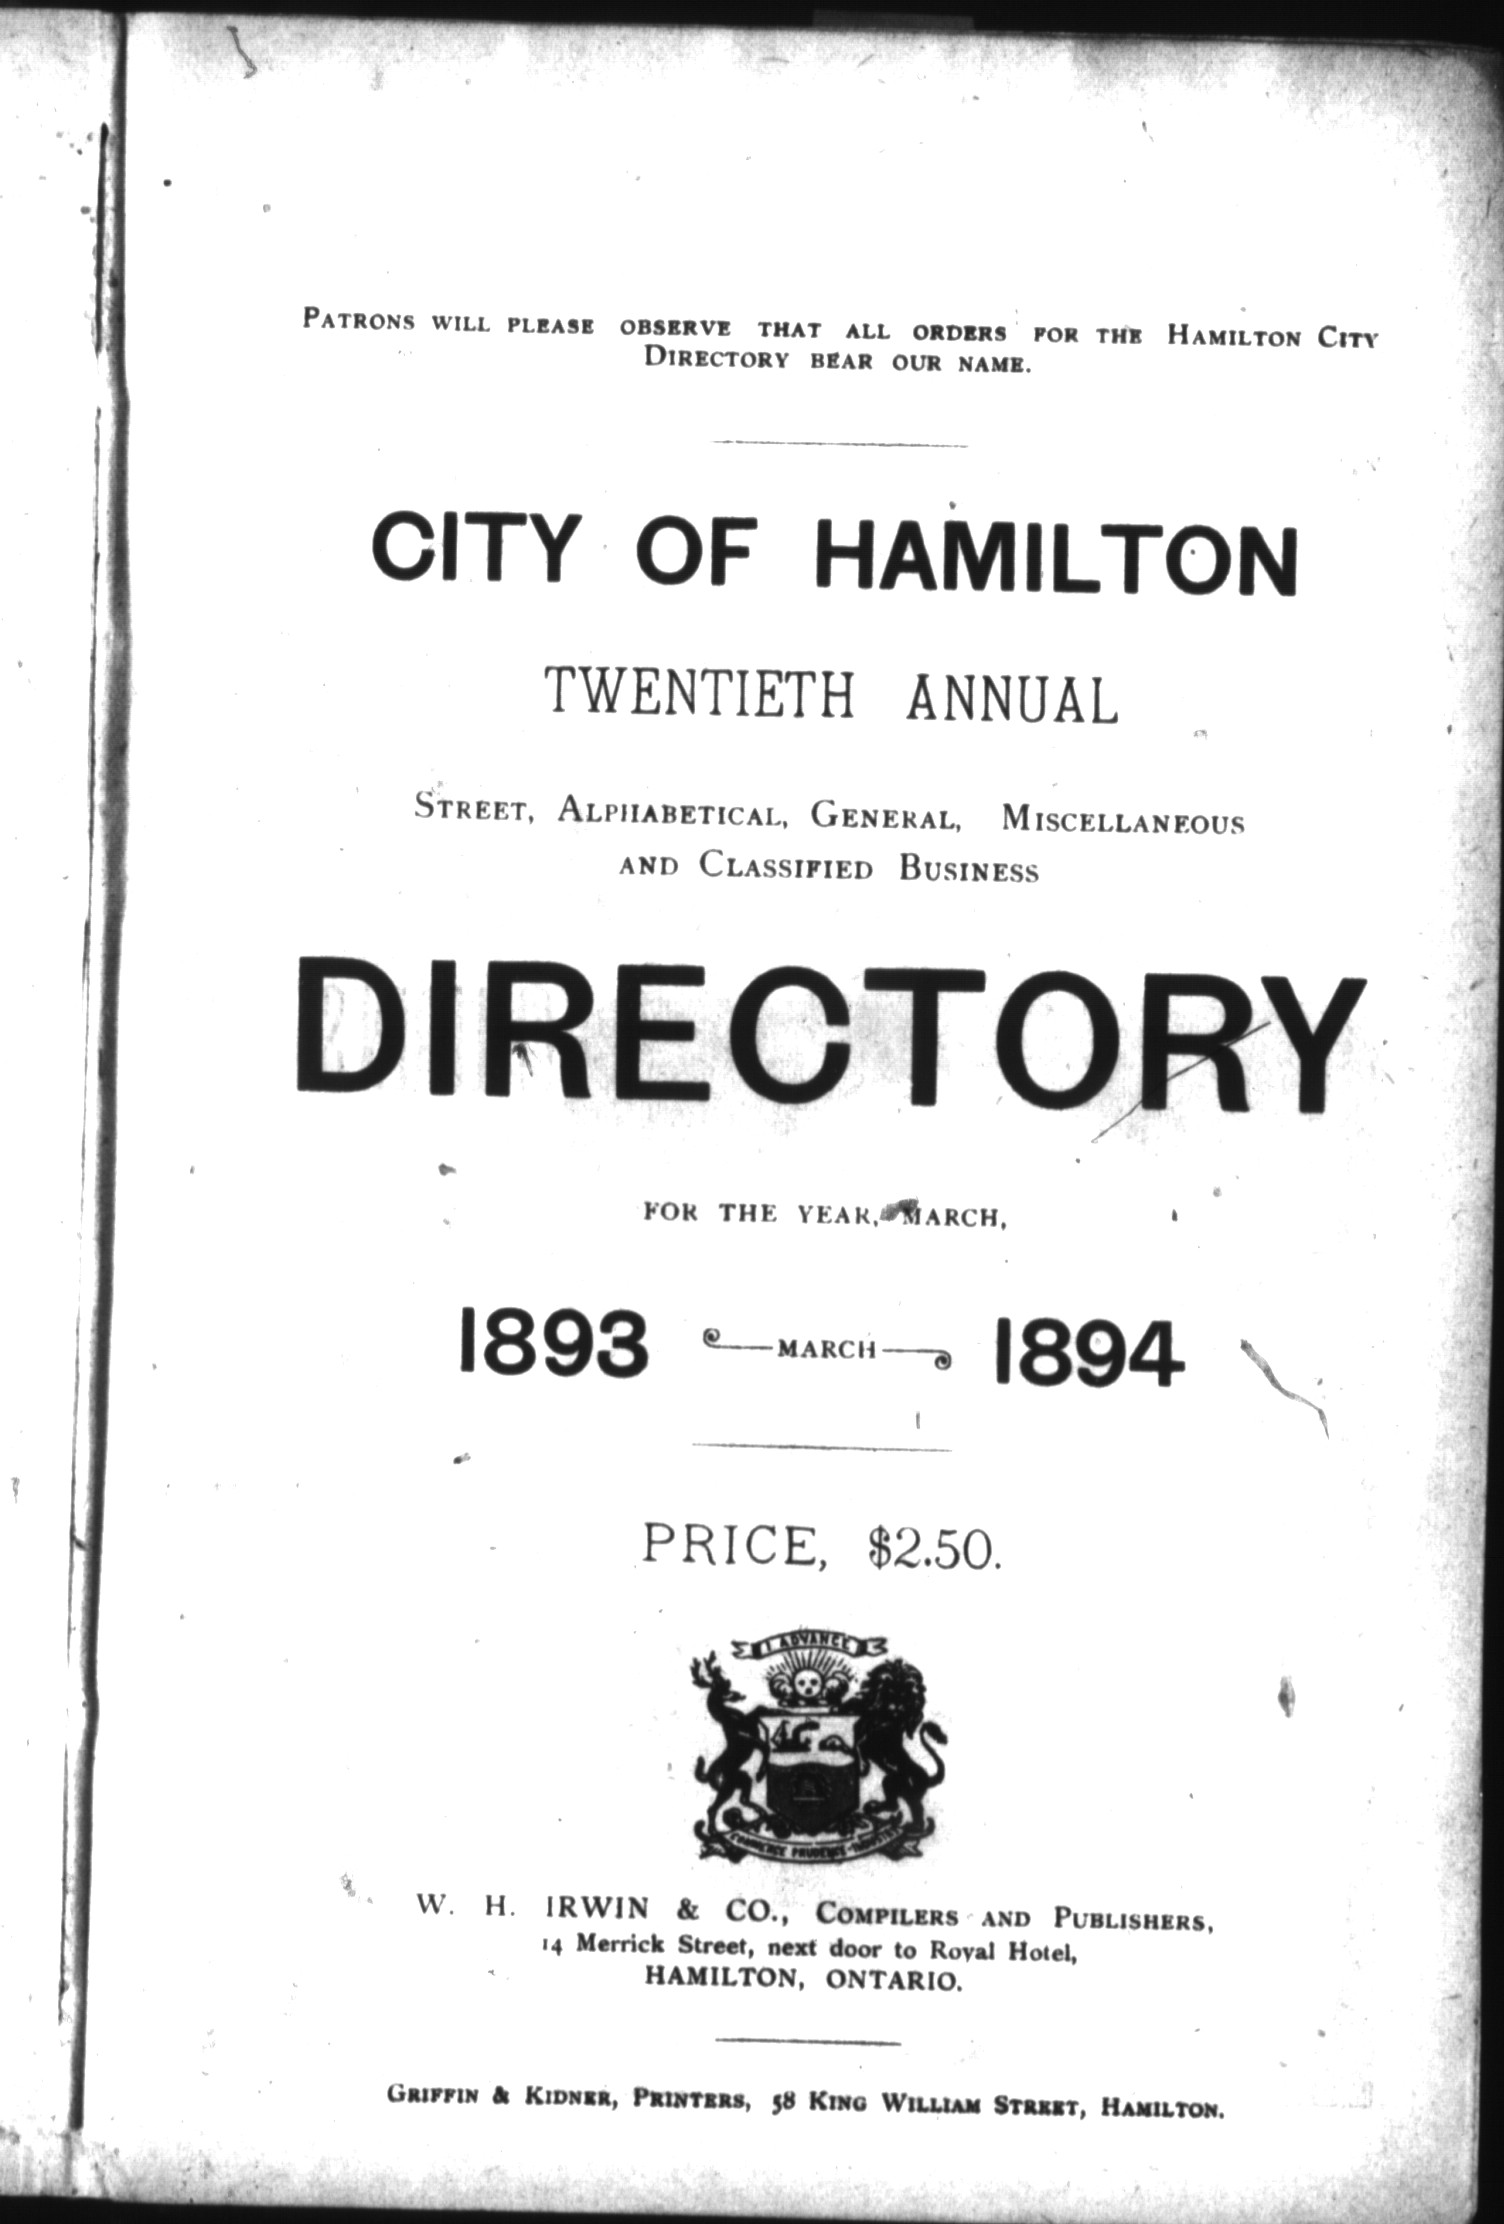 PATRONS WILL PLEASE OBSERVE THAT ALL ORDERS FOR THE HAMILTON CITY
DIRECTORY BEAR OUR NAME.
CITY OF HAMILTON
TWENTIETH ANNUAL
STREET, ALPHABETICAL, GENERAL, MISCELLANEOUS
AND CLASSIFIED BUSINESS
DIRECTORY
FOR THE YEAR, MARCH,
1893 MARCH 1894
PRICE, $2.50.
I ADVANCE
COMMERCE PRUDENCE INDUSTRY
W. H. IRWIN & CO., COMPILERS AND PUBLISHERS,
14 Merrick Street, next door to Royal Hotel,
HAMILTON, ONTARIO.
GRIFFIN & KIDNER, PRINTERS, 58 KING WILLIAM STREET, HAMILTON.